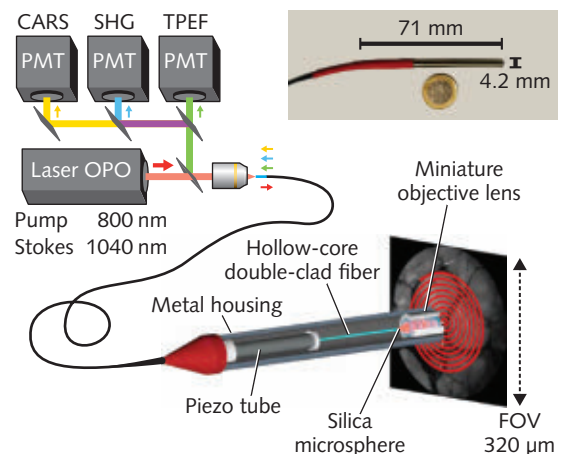 CARS SHG TPEF
PMT PMT PMT
71 mm
4.2 mm
Laser OPO
Pump 800 nm
Stokes 1040 nm
Miniature
objective lens
Hollow-core
double-clad fiber
Metal housing
Piezo tube
Silica
microsphere
FOV
320 µm